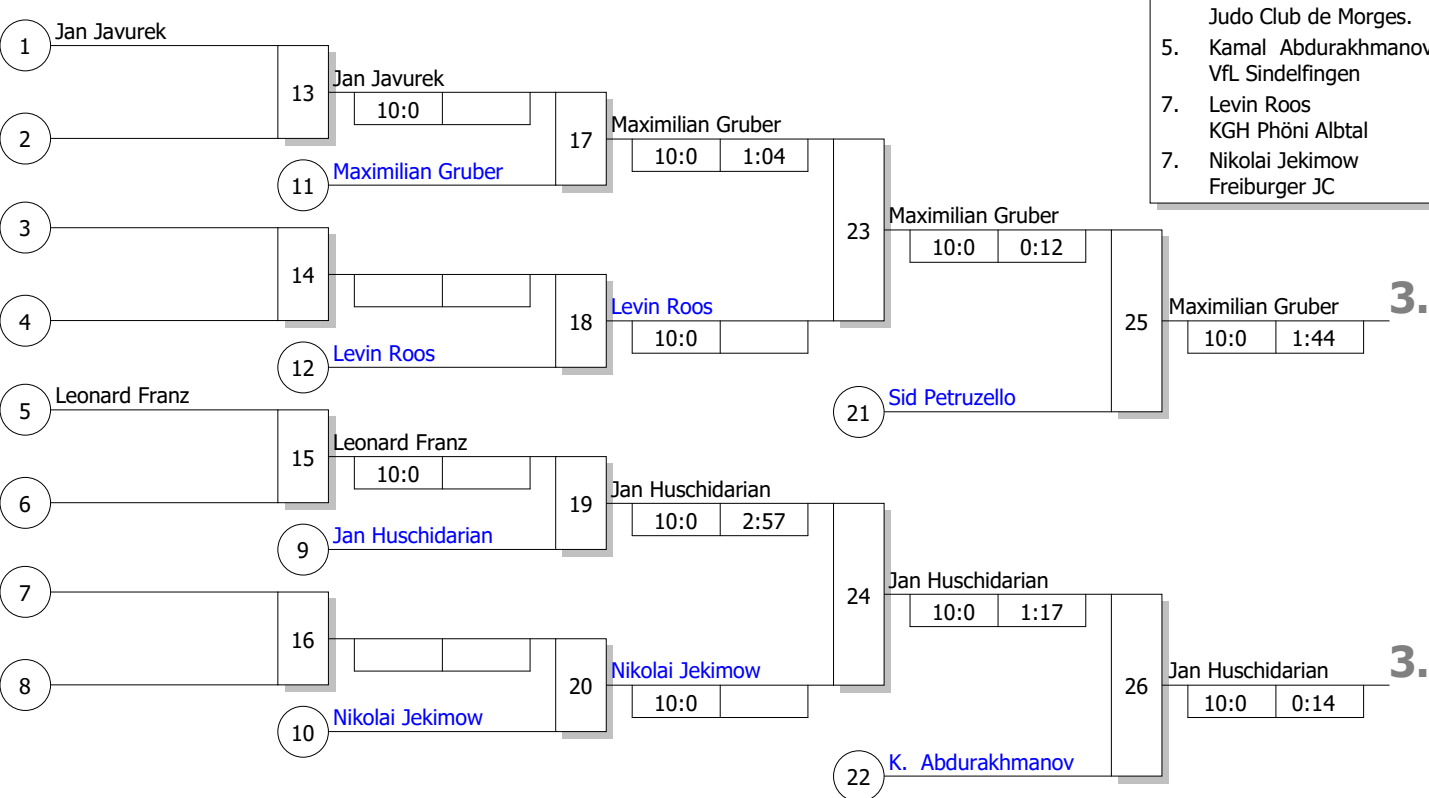 Judo Club de Morges.
5. Kamal Abdurakhmanov
VfL Sindelfingen
7. Levin Roos
KGH Phöni Albtal
7. Nikolai Jekimow
Freiburger JC
1 Jan Javurek
2
13 Jan Javurek
10:0
11 Maximilian Gruber
17 Maximilian Gruber
10:0 1:04
3
4
14
12 Levin Roos
18 Levin Roos
10:0
23 Maximilian Gruber
10:0 0:12
21 Sid Petruzello
25 Maximilian Gruber
10:0 1:44
3.
5 Leonard Franz
6
15 Leonard Franz
10:0
9 Jan Huschidarian
19 Jan Huschidarian
10:0 2:57
7
8
16
10 Nikolai Jekimow
20 Nikolai Jekimow
10:0
24 Jan Huschidarian
10:0 1:17
22 K. Abdurakhmanov
26 Jan Huschidarian
10:0 0:14
3.